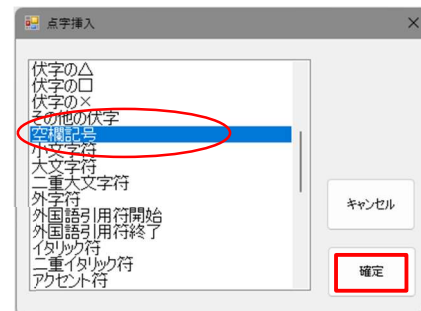 点字挿入
伏字の△
伏字の□
伏字の×
その他の伏字
空欄記号
小文字符
大文字符
二重大文字符
外字符
外国語引用符開始
外国語引用符終了
イタリック符
二重イタリック符
アクセント符
キャンセル
確定